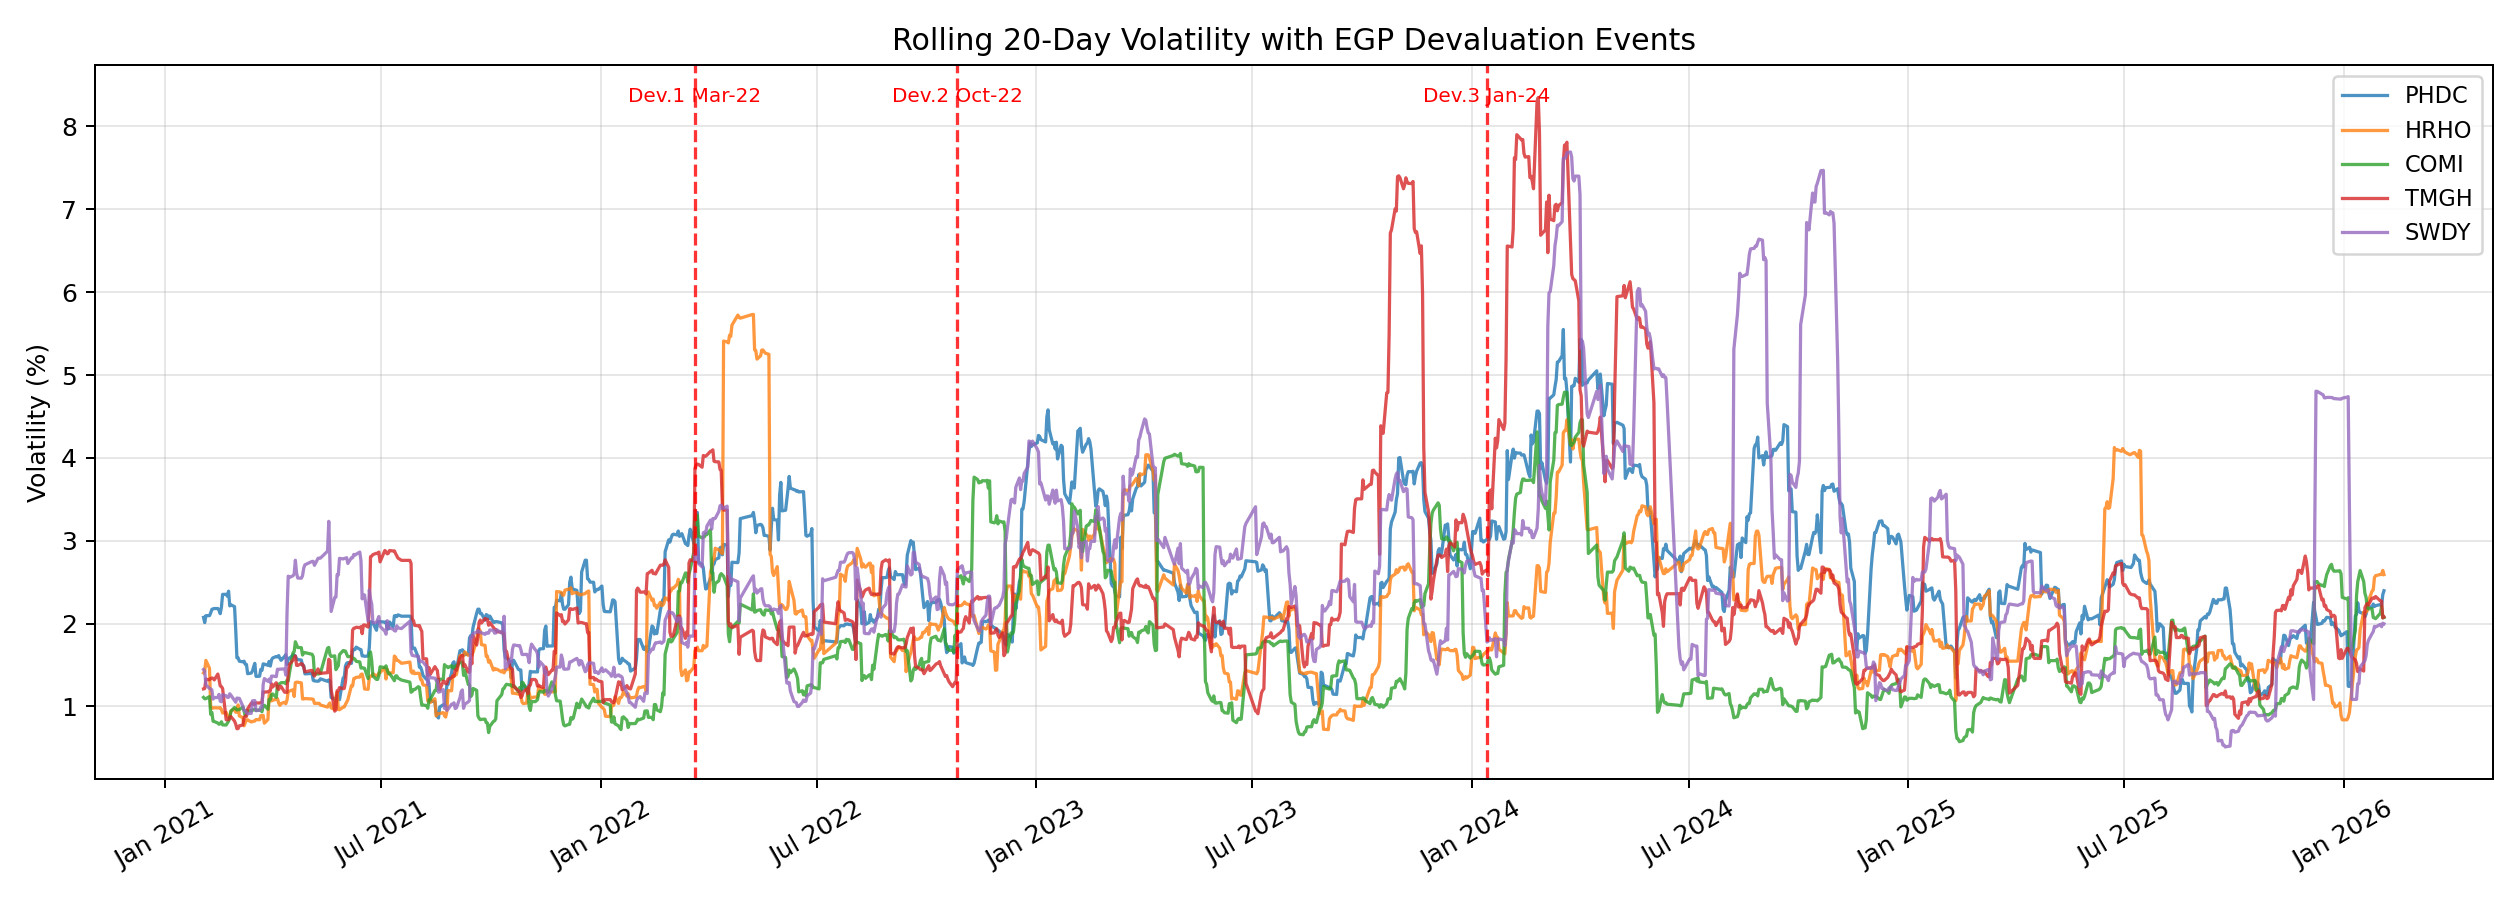 Rolling 20-Day Volatility with EGP Devaluation Events
Dev.1 Mar-22
Dev.2 Oct-22
Dev.3 Jan-24
PHDC
HRHO
COMI
TMGH
SWDY
Volatility (%)
8
7
6
5
4
3
2
1
Jan 2021
Jul 2021
Jan 2022
Jul 2022
Jan 2023
Jul 2023
Jan 2024
Jul 2024
Jan 2025
Jul 2025
Jan 2026